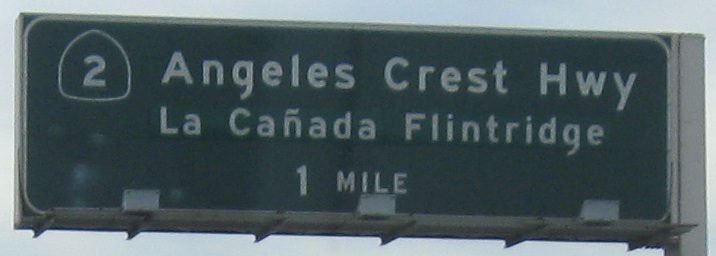 2 Angeles Crest Hwy
La Cañada Flintridge
1 MILE